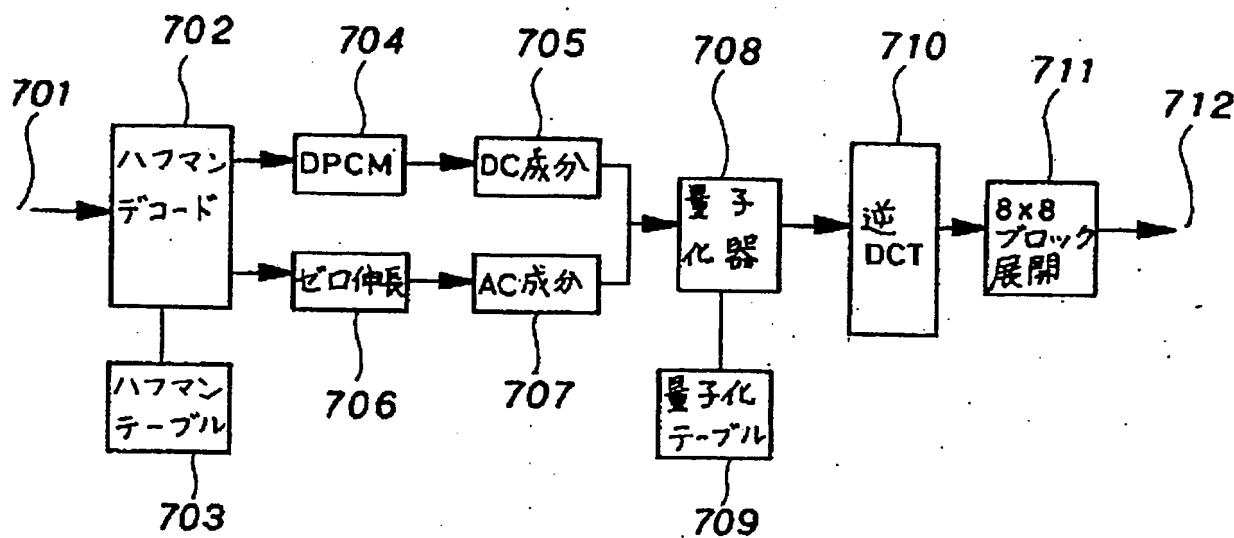 701
702
ハフマン
デコード
ハフマン
テーブル
703
704
DPCM
705
DC成分
ゼロ伸長
706
AC成分
707
708
量子
化器
量子化
テーブル
709
710
逆
DCT
711
8×8
ブロック
展開
712